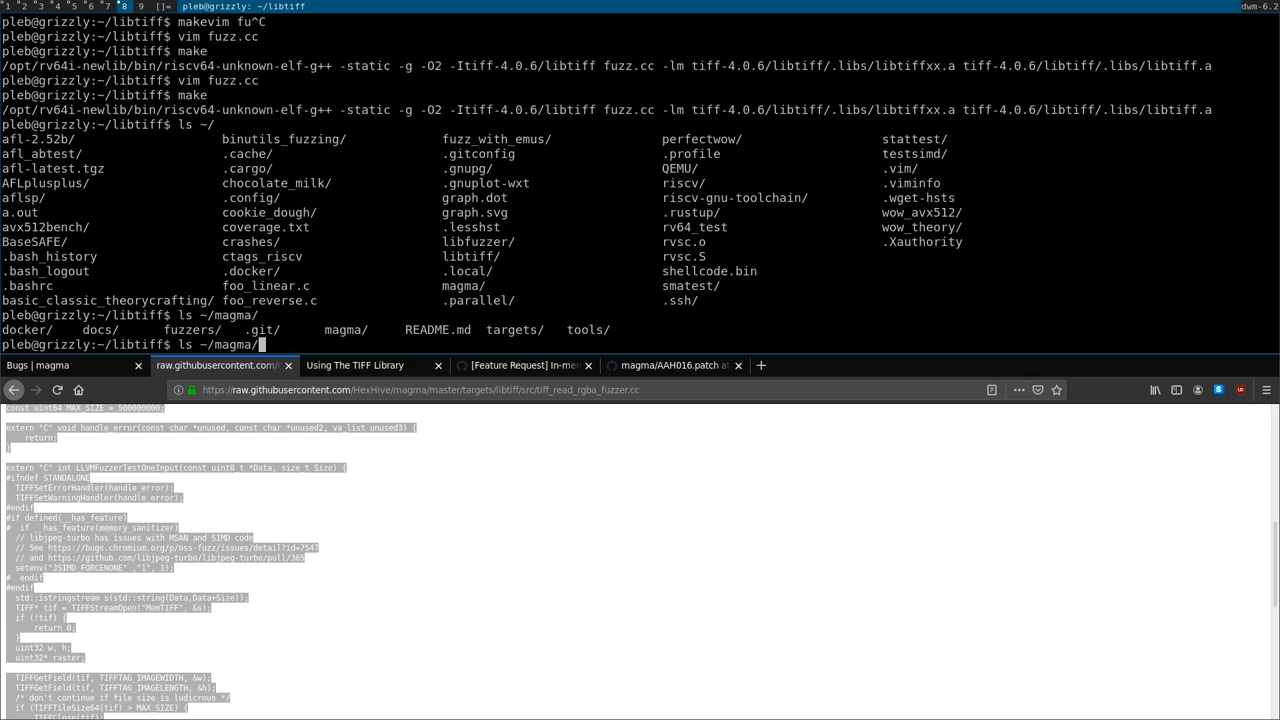 1 2 3 4 5 6 7 8 9 []= pleb@grizzly: ~/libtiff dwm-6.2
pleb@grizzly:~/libtiff$ makevim fu^C
pleb@grizzly:~/libtiff$ vim fuzz.cc
pleb@grizzly:~/libtiff$ make
/opt/rv64i-newlib/bin/riscv64-unknown-elf-g++ -static -g -O2 -Itiff-4.0.6/libtiff fuzz.cc -lm tiff-4.0.6/libtiff/.libs/libtiffxx.a tiff-4.0.6/libtiff/.libs/libtiff.a
pleb@grizzly:~/libtiff$ vim fuzz.cc
pleb@grizzly:~/libtiff$ make
/opt/rv64i-newlib/bin/riscv64-unknown-elf-g++ -static -g -O2 -Itiff-4.0.6/libtiff fuzz.cc -lm tiff-4.0.6/libtiff/.libs/libtiffxx.a tiff-4.0.6/libtiff/.libs/libtiff.a
pleb@grizzly:~/libtiff$ ls ~/
afl-2.52b/ binutils_fuzzing/ fuzz_with_emus/ perfectwow/ stattest/
afl_abtest/ .cache/ .gitconfig .profile testsimd/
afl-latest.tgz .cargo/ .gnupg/ QEMU/ .vim/
AFLplusplus/ chocolate_milk/ .gnuplot-wxt riscv/ .viminfo
aflsp/ .config/ graph.dot riscv-gnu-toolchain/ .wget-hsts
a.out cookie_dough/ graph.svg .rustup/ wow_avx512/
avx512bench/ coverage.txt .lesshst rv64_test wow_theory/
BaseSAFE/ crashes/ libfuzzer/ rvsc.o .Xauthority
.bash_history ctags_riscv libtiff/ rvsc.S
.bash_logout .docker/ .local/ shellcode.bin
.bashrc foo_linear.c magma/ smatest/
basic_classic_theorycrafting/ foo_reverse.c .parallel/ .ssh/
pleb@grizzly:~/libtiff$ ls ~/magma/
docker/ docs/ fuzzers/ .git/ magma/ README.md targets/ tools/
pleb@grizzly:~/libtiff$ ls ~/magma/
Bugs | magma × raw.githubusercontent.com/ × Using The TIFF Library × [Feature Request] In-mem × magma/AAH016.patch at × +
https://raw.githubusercontent.com/HexHive/magma/master/targets/libtiff/src/tiff_read_rgba_fuzzer.cc
const uint64 MAX_SIZE = 500000000;
extern "C" void handle_error(const char *unused, const char *unused2, va_list unused3) {
return;
}
extern "C" int LLVMFuzzerTestOneInput(const uint8_t *Data, size_t Size) {
#ifndef STANDALONE
TIFFSetErrorHandler(handle_error);
TIFFSetWarningHandler(handle_error);
#endif
#if defined(__has_feature)
#  if __has_feature(memory_sanitizer)
// libjpeg-turbo has issues with MSAN and SIMD code
// See https://bugs.chromium.org/p/oss-fuzz/issues/detail?id=7547
// and https://github.com/libjpeg-turbo/libjpeg-turbo/pull/365
setenv("JSIMD_FORCENONE" ,"1", 1);
#  endif
#endif
std::istringstream s(std::string(Data,Data+Size));
TIFF* tif = TIFFStreamOpen("MemTIFF", &s);
if (!tif) {
return 0;
}
uint32 w, h;
uint32* raster;
TIFFGetField(tif, TIFFTAG_IMAGEWIDTH, &w);
TIFFGetField(tif, TIFFTAG_IMAGELENGTH, &h);
/* don't continue if file size is ludicrous */
if (TIFFTileSize64(tif) > MAX_SIZE) {
TIFFClose(tif);